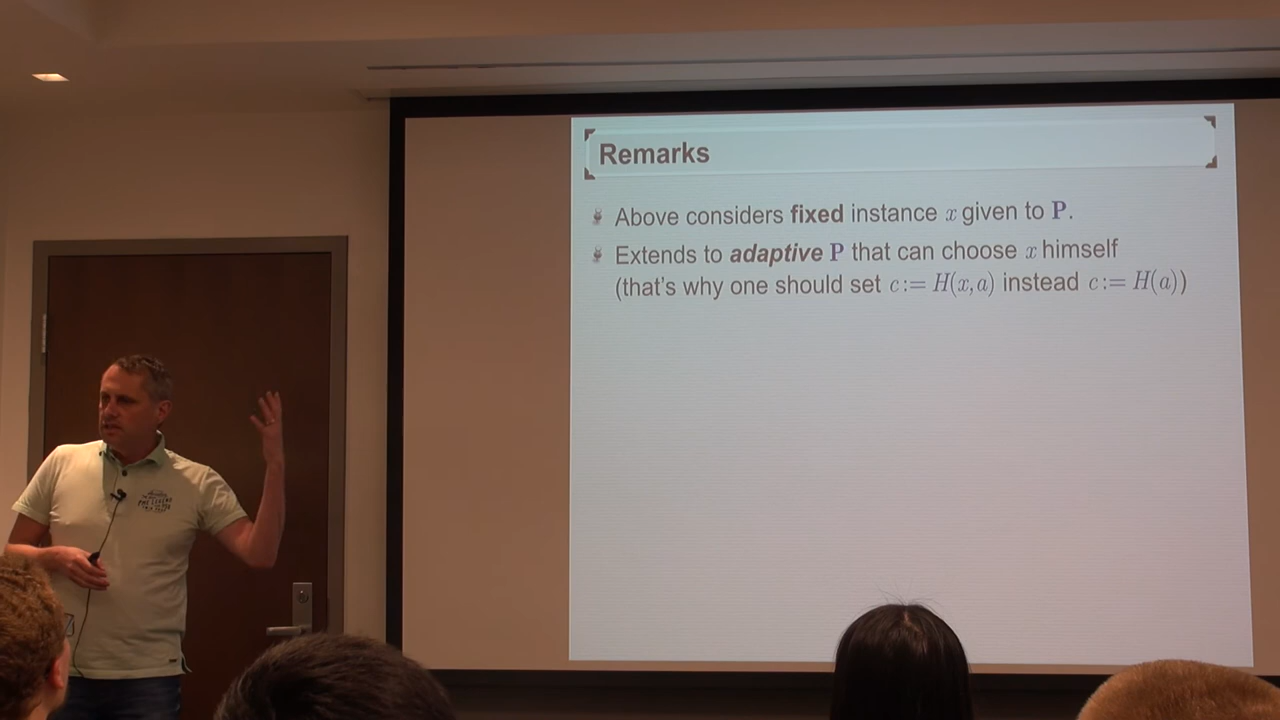 Remarks
Above considers fixed instance x given to P.
Extends to adaptive P that can choose x himself
(that's why one should set c := H(x,a) instead c := H(a))